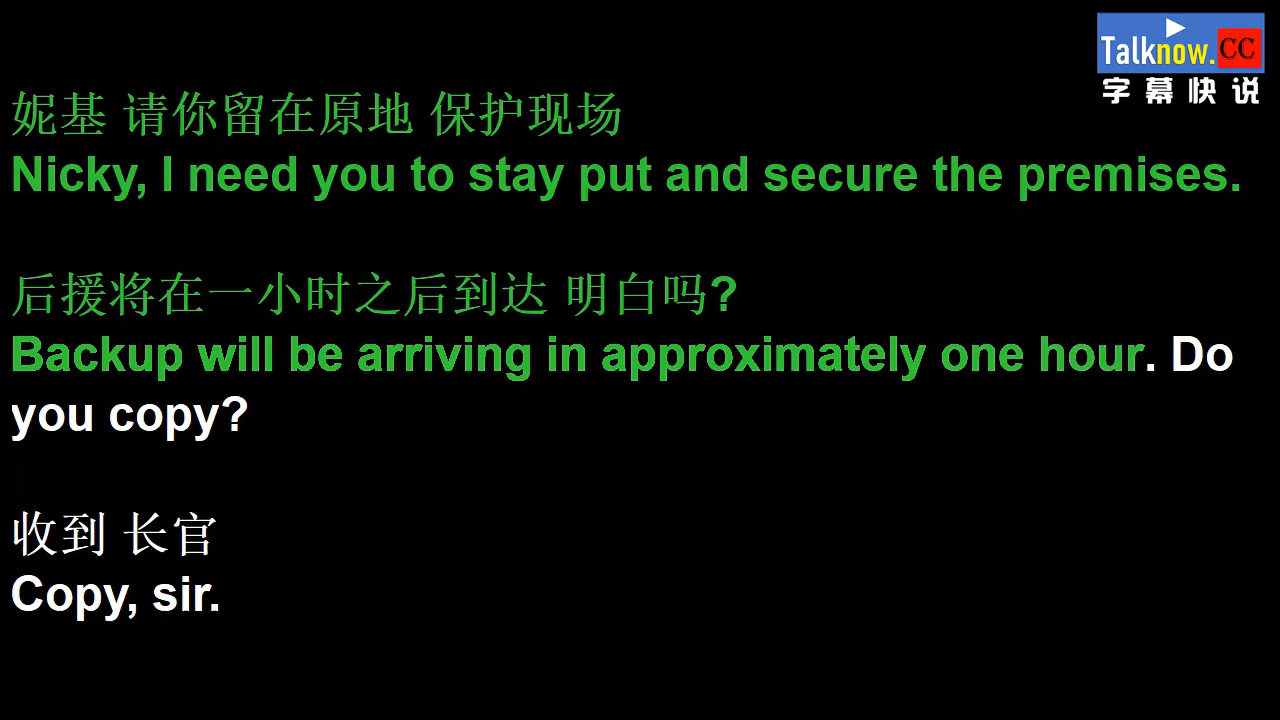 Talknow.CC
字幕快说
妮基 请你留在原地 保护现场
Nicky, I need you to stay put and secure the premises.
后援将在一小时之后到达 明白吗?
Backup will be arriving in approximately one hour. Do
you copy?
收到 长官
Copy, sir.